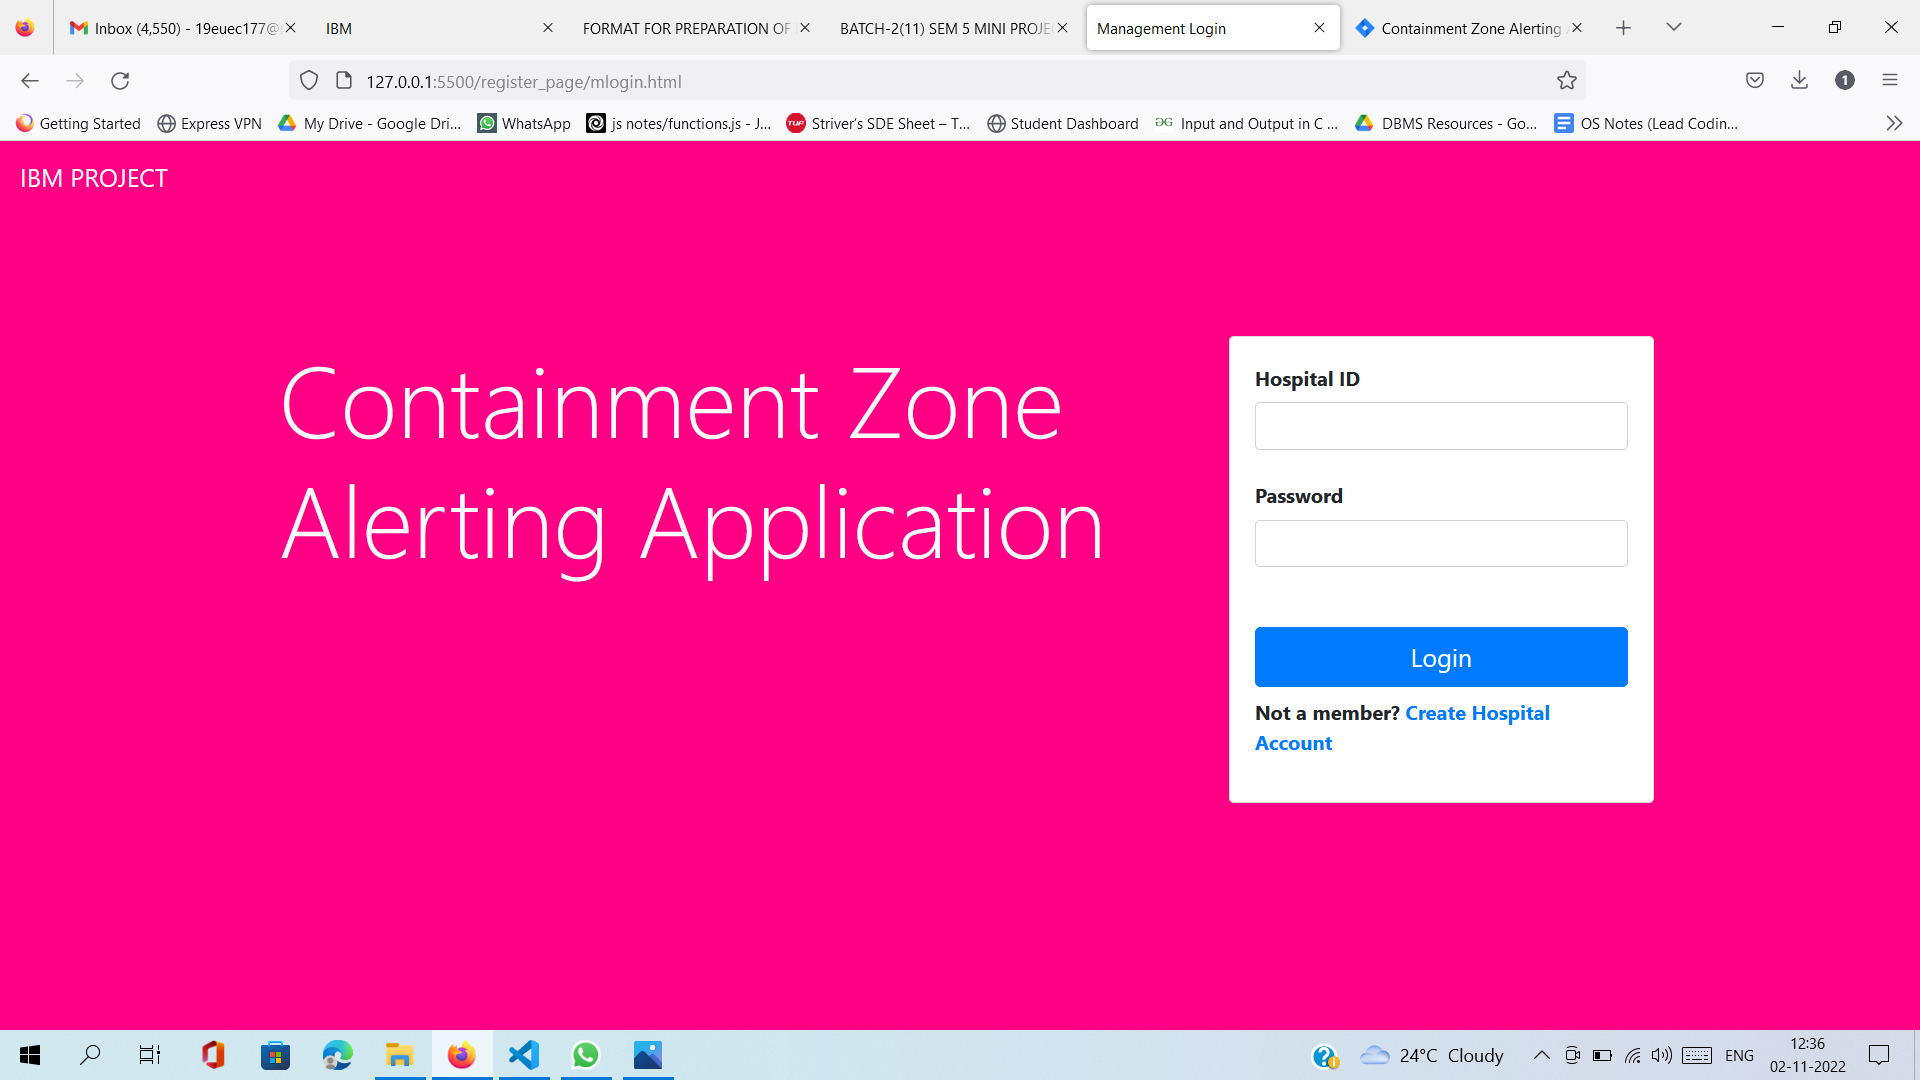 Inbox (4,550) - 19euec177@
IBM
FORMAT FOR PREPARATION OF
BATCH-2(11) SEM 5 MINI PROJE
Management Login
Containment Zone Alerting
127.0.0.1:5500/register_page/mlogin.html
1
Getting Started
Express VPN
My Drive - Google Dri...
WhatsApp
js notes/functions.js - J...
TUF
Striver's SDE Sheet – T...
Student Dashboard
Input and Output in C ...
DBMS Resources - Go...
OS Notes (Lead Codin...
IBM PROJECT
Containment Zone
Alerting Application
Hospital ID
Password
Login
Not a member? Create Hospital
Account
24°C Cloudy
ENG
12:36
02-11-2022